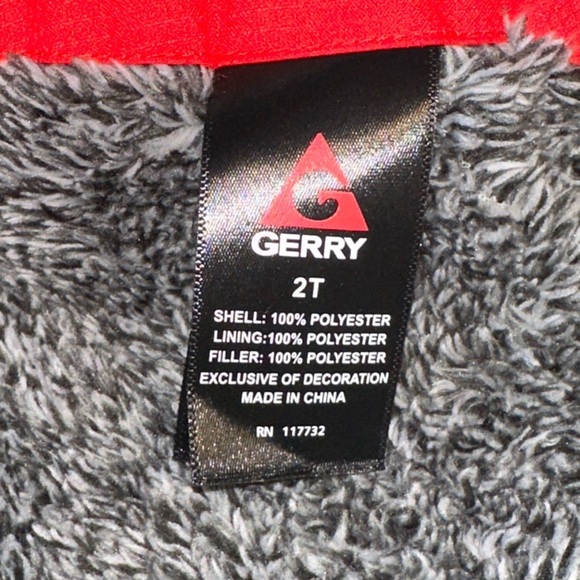 GERRY
2T
SHELL: 100% POLYESTER
LINING:100% POLYESTER
FILLER: 100% POLYESTER
EXCLUSIVE OF DECORATION
MADE IN CHINA
RN 117732